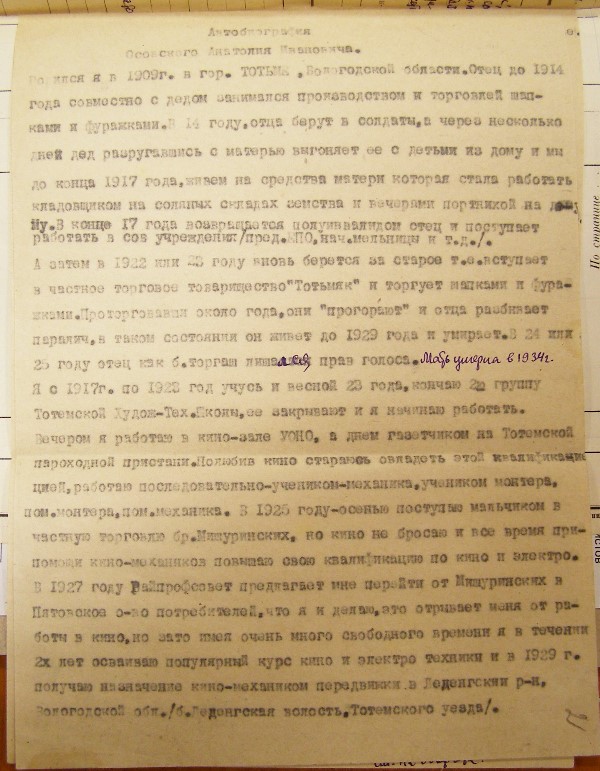 Автобиография
Осовского Анатолия Ивановича.
Родился я в 1909г. в гор. ТОТЬМА ,Вологодской области.Отец до 1914
года совместно с дедом занимался производством и торговлей шап-
ками и фуражками.В 14 году,отца берут в солдаты,а через несколько
дней дед разругавшись с матерью выгоняет ее с детьми из дому и мы
до конца 1917 года,живем на средства матери которая стала работать
кладовщиком на соляных складах земства и вечерами портнихой на дому
Му.В конце 17 года возвращается полуинвалидом отец и поступает
работать в сов учреждения/пред.ЕПО,нач.мельницы и т.д./.
А затем в 1922 или 23 году вновь берется за старое т.е.вступает
в частное торговое товарищество"Тотьмяк" и торгует шапками и фура-
жками.Проторговавши около года,они "прогорают" и отца разбивает
паралич,в таком состоянии он живет до 1929 года и умирает.В 24 или
25 году отец как б.торгаш лишался прав голоса.Мать умерла в 1934г.
Я с 1917г. по 1923 год учусь и весной 23 года,кончаю 2ю группу
Тотемской Худож-Тех.Школы,ее закрывают и я начинаю работать.
Вечером я работаю в кино-зале УОНО, а днем газетчиком на Тотемской
пароходной пристани.Полюбив кино стараюсь овладеть этой квалификации
цией,работаю последовательно-учеником-механика,учеником монтера,
пом.монтера,пом.механика. В 1925 году-осенью поступаю мальчиком в
частную торговлю бр.Мишуринских, но кино не бросаю и все время при-
помощи кино-механиков повышаю свою квалификацию по кино и электро.
В 1927 году Райпрофсовет предлагает мне перейти от Мишуринских в
Пятовское о-во потребителей,что я и делаю,это отрывает меня от ра-
боты в кино,но зато имея очень много свободного времени я в течении
2х лет осваиваю популярный курс кино и электро техники и в 1929 г.
получаю назначение кино-механиком передвижки в Леденгский р-н,
Вологодской обл./б.Леденгская волость,Тотемского уезда/.